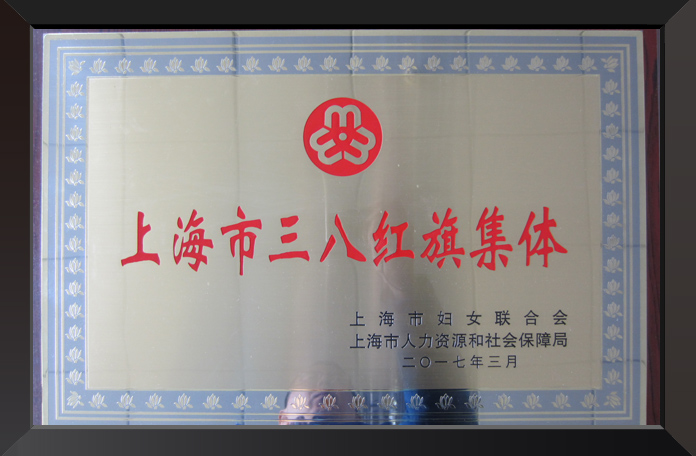 上海市三八红旗集体
上海市妇女联合会
上海市人力资源和社会保障局
二〇一七年三月